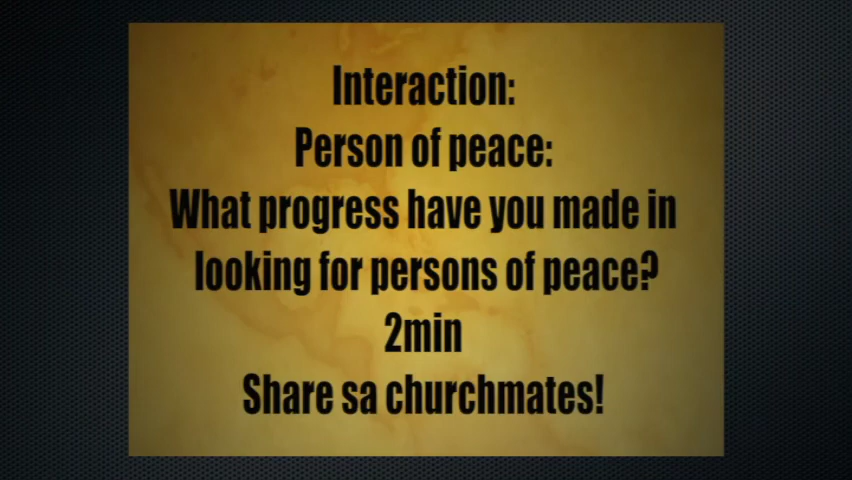 Interaction:
Person of peace:
What progress have you made in
looking for persons of peace?
2min
Share sa churchmates!